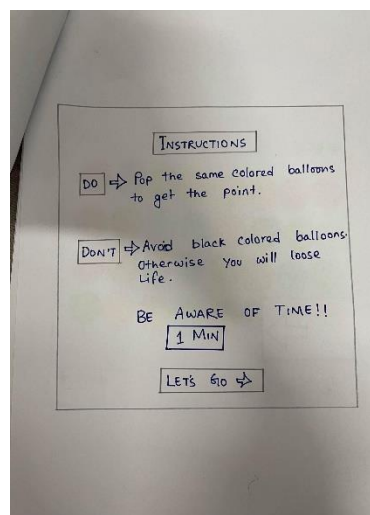 INSTRUCTIONS
DO ⇨ Pop the same colored balloons
to get the point.
DON'T ⇨ Avoid black colored balloons.
Otherwise You will loose
Life.
BE AWARE OF TIME!!
1 MIN
LET'S GO ⇨